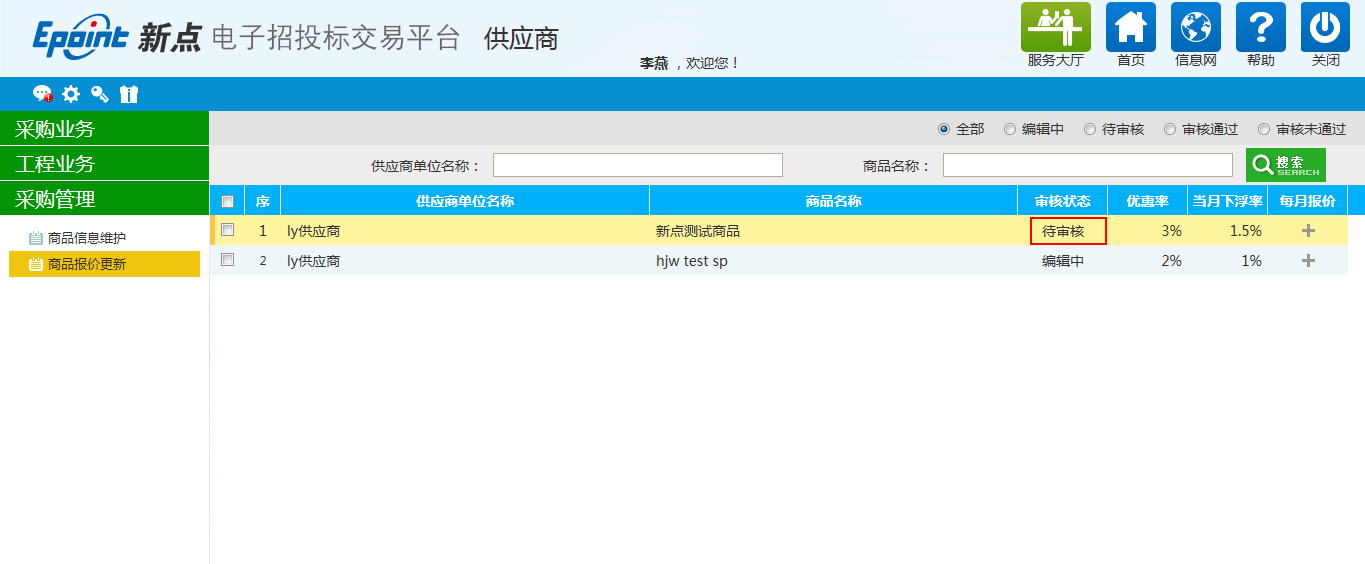 Epoint 新点 电子招投标交易平台 供应商
李燕 ，欢迎您！
服务大厅 首页 信息网 帮助 关闭
采购业务
工程业务
采购管理
商品信息维护
商品报价更新
全部 编辑中 待审核 审核通过 审核未通过
供应商单位名称： 商品名称： 搜索 SEARCH
序 供应商单位名称 商品名称 审核状态 优惠率 当月下浮率 每月报价
1 ly供应商 新点测试商品 待审核 3% 1.5%
2 ly供应商 hjw test sp 编辑中 2% 1%